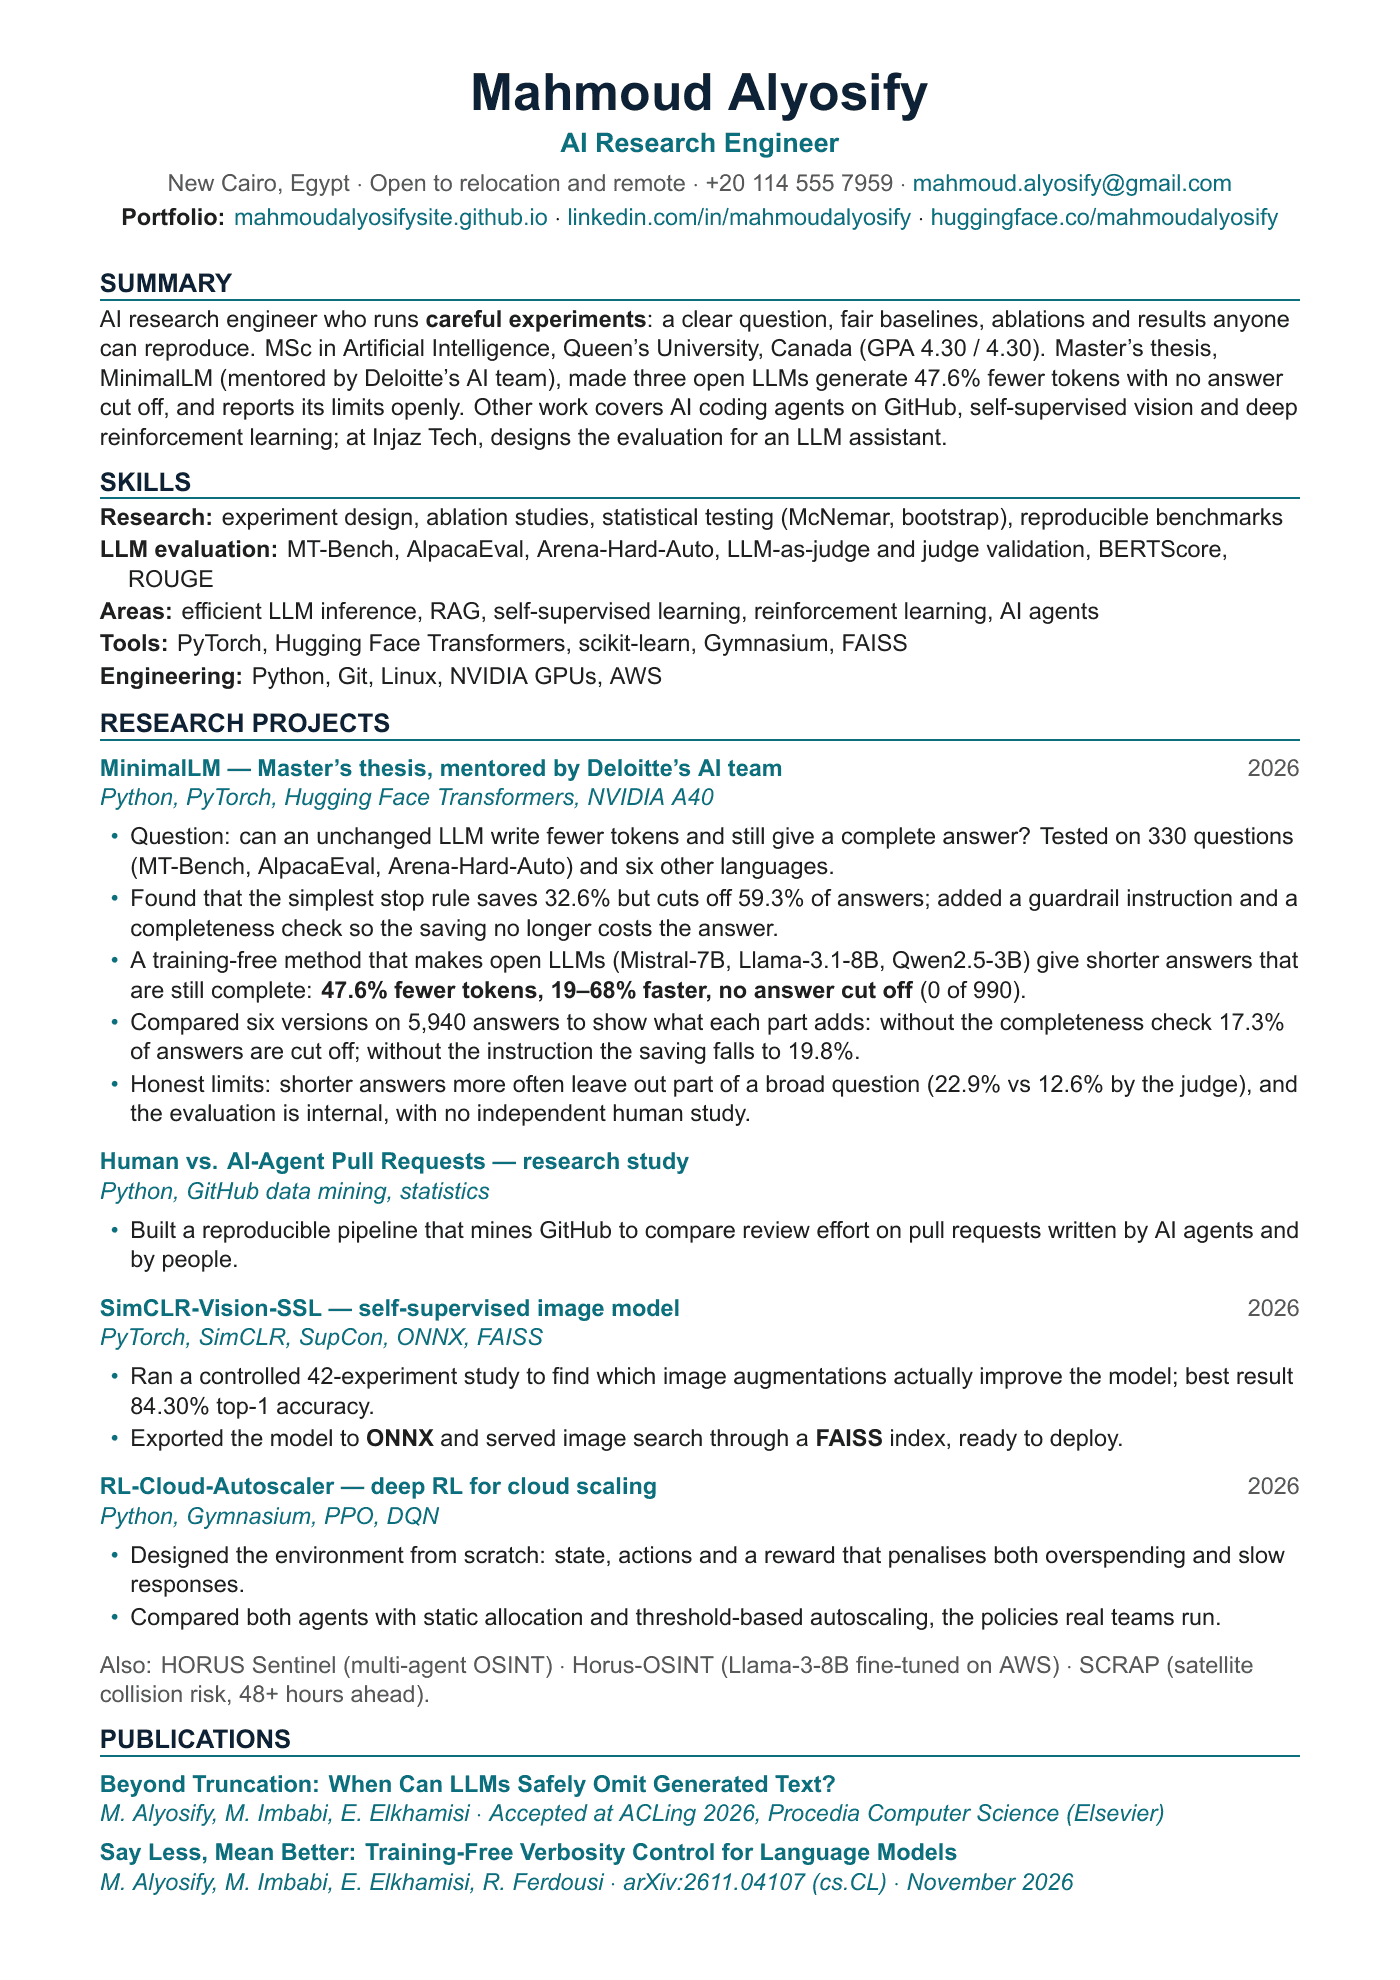 Mahmoud Alyosify
AI Research Engineer
New Cairo, Egypt · Open to relocation and remote · +20 114 555 7959 · mahmoud.alyosify@gmail.com
Portfolio: mahmoudalyosifysite.github.io · linkedin.com/in/mahmoudalyosify · huggingface.co/mahmoudalyosify
SUMMARY
AI research engineer who runs careful experiments: a clear question, fair baselines, ablations and results anyone
can reproduce. MSc in Artificial Intelligence, Queen’s University, Canada (GPA 4.30 / 4.30). Master’s thesis,
MinimalLM (mentored by Deloitte’s AI team), made three open LLMs generate 47.6% fewer tokens with no answer
cut off, and reports its limits openly. Other work covers AI coding agents on GitHub, self-supervised vision and deep
reinforcement learning; at Injaz Tech, designs the evaluation for an LLM assistant.
SKILLS
Research: experiment design, ablation studies, statistical testing (McNemar, bootstrap), reproducible benchmarks
LLM evaluation: MT-Bench, AlpacaEval, Arena-Hard-Auto, LLM-as-judge and judge validation, BERTScore,
ROUGE
Areas: efficient LLM inference, RAG, self-supervised learning, reinforcement learning, AI agents
Tools: PyTorch, Hugging Face Transformers, scikit-learn, Gymnasium, FAISS
Engineering: Python, Git, Linux, NVIDIA GPUs, AWS
RESEARCH PROJECTS
MinimalLM — Master’s thesis, mentored by Deloitte’s AI team 2026
Python, PyTorch, Hugging Face Transformers, NVIDIA A40
• Question: can an unchanged LLM write fewer tokens and still give a complete answer? Tested on 330 questions
(MT-Bench, AlpacaEval, Arena-Hard-Auto) and six other languages.
• Found that the simplest stop rule saves 32.6% but cuts off 59.3% of answers; added a guardrail instruction and a
completeness check so the saving no longer costs the answer.
• A training-free method that makes open LLMs (Mistral-7B, Llama-3.1-8B, Qwen2.5-3B) give shorter answers that
are still complete: 47.6% fewer tokens, 19–68% faster, no answer cut off (0 of 990).
• Compared six versions on 5,940 answers to show what each part adds: without the completeness check 17.3%
of answers are cut off; without the instruction the saving falls to 19.8%.
• Honest limits: shorter answers more often leave out part of a broad question (22.9% vs 12.6% by the judge), and
the evaluation is internal, with no independent human study.
Human vs. AI-Agent Pull Requests — research study
Python, GitHub data mining, statistics
• Built a reproducible pipeline that mines GitHub to compare review effort on pull requests written by AI agents and
by people.
SimCLR-Vision-SSL — self-supervised image model 2026
PyTorch, SimCLR, SupCon, ONNX, FAISS
• Ran a controlled 42-experiment study to find which image augmentations actually improve the model; best result
84.30% top-1 accuracy.
• Exported the model to ONNX and served image search through a FAISS index, ready to deploy.
RL-Cloud-Autoscaler — deep RL for cloud scaling 2026
Python, Gymnasium, PPO, DQN
• Designed the environment from scratch: state, actions and a reward that penalises both overspending and slow
responses.
• Compared both agents with static allocation and threshold-based autoscaling, the policies real teams run.
Also: HORUS Sentinel (multi-agent OSINT) · Horus-OSINT (Llama-3-8B fine-tuned on AWS) · SCRAP (satellite
collision risk, 48+ hours ahead).
PUBLICATIONS
Beyond Truncation: When Can LLMs Safely Omit Generated Text?
M. Alyosify, M. Imbabi, E. Elkhamisi · Accepted at ACLing 2026, Procedia Computer Science (Elsevier)
Say Less, Mean Better: Training-Free Verbosity Control for Language Models
M. Alyosify, M. Imbabi, E. Elkhamisi, R. Ferdousi · arXiv:2611.04107 (cs.CL) · November 2026